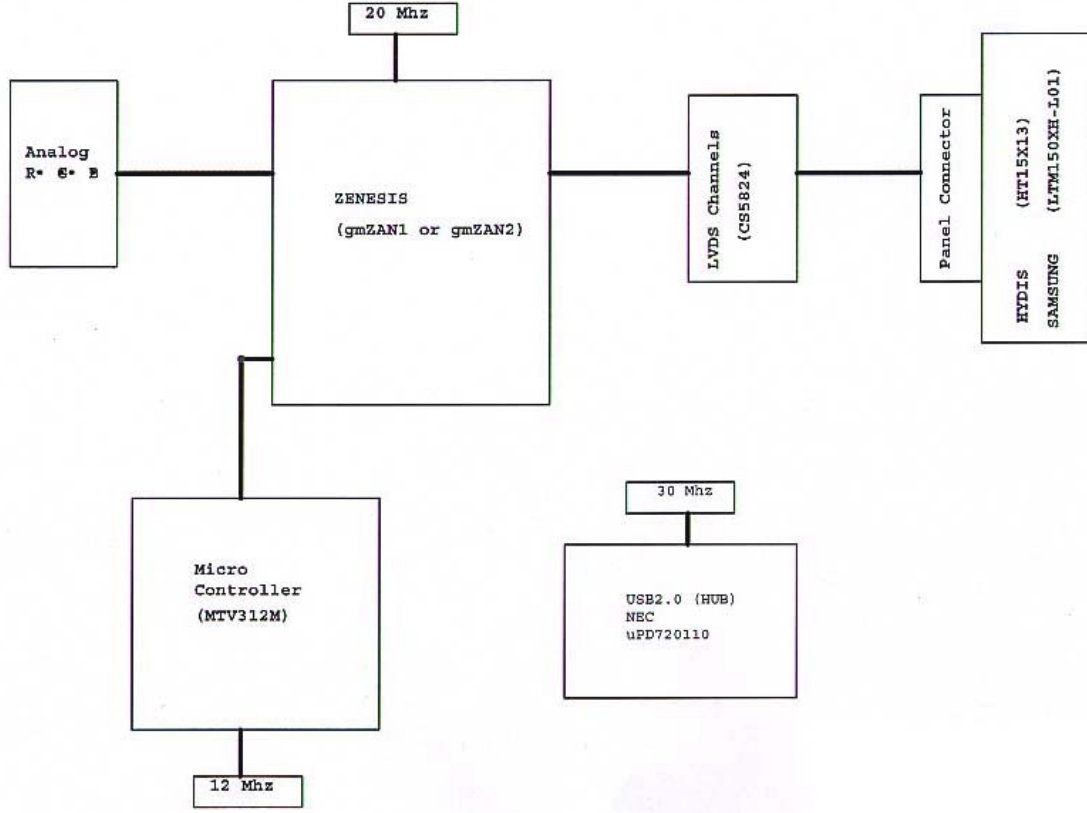 20 Mhz
Analog
R• G• B
ZENESIS
(gmZAN1 or gmZAN2)
LVDS Channels
(CS5824)
Panel Connector
HYDIS (HT15X13)
SAMSUNG (LTM150XH-L01)
30 Mhz
Micro
Controller
(MTV312M)
USB2.0 (HUB)
NEC
uPD720110
12 Mhz